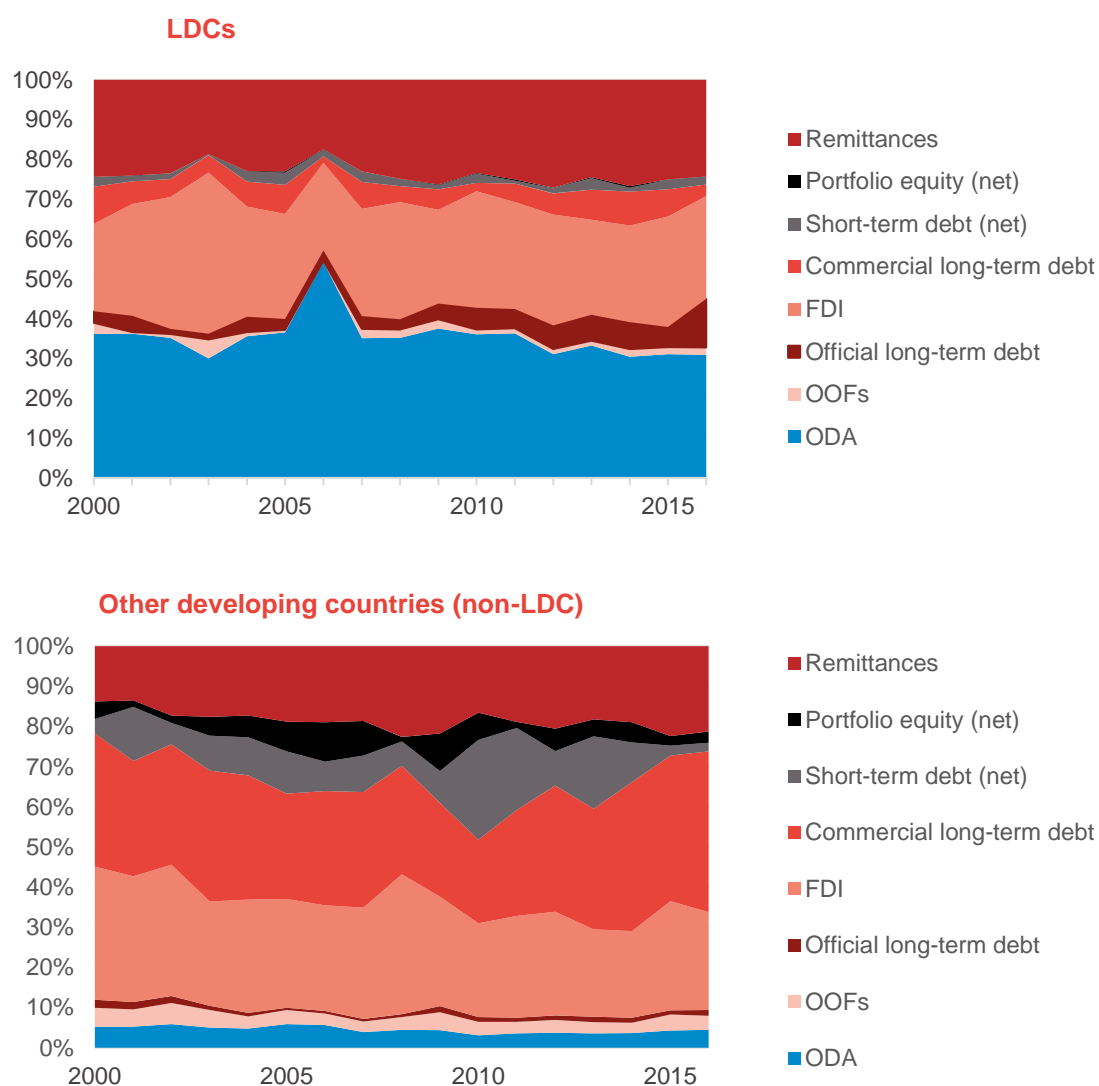 LDCs
100%
90%
80%
70%
60%
50%
40%
30%
20%
10%
0%
2000
2005
2010
2015
Remittances
Portfolio equity (net)
Short-term debt (net)
Commercial long-term debt
FDI
Official long-term debt
OOFs
ODA
Other developing countries (non-LDC)
100%
90%
80%
70%
60%
50%
40%
30%
20%
10%
0%
2000
2005
2010
2015
Remittances
Portfolio equity (net)
Short-term debt (net)
Commercial long-term debt
FDI
Official long-term debt
OOFs
ODA